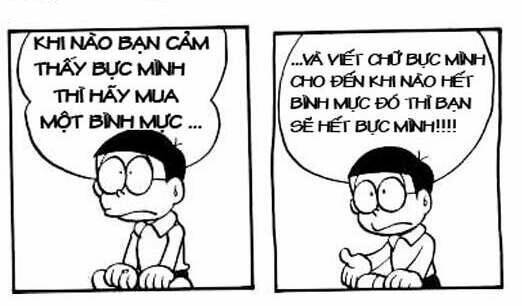 KHI NÀO BẠN CẢM
THẤY BỰC MÌNH
THÌ HÃY MUA
MỘT BÌNH MỰC ...
...VÀ VIẾT CHỮ BỰC MÌNH
CHO ĐẾN KHI NÀO HẾT
BÌNH MỰC ĐÓ THÌ BẠN
SẼ HẾT BỰC MÌNH!!!!